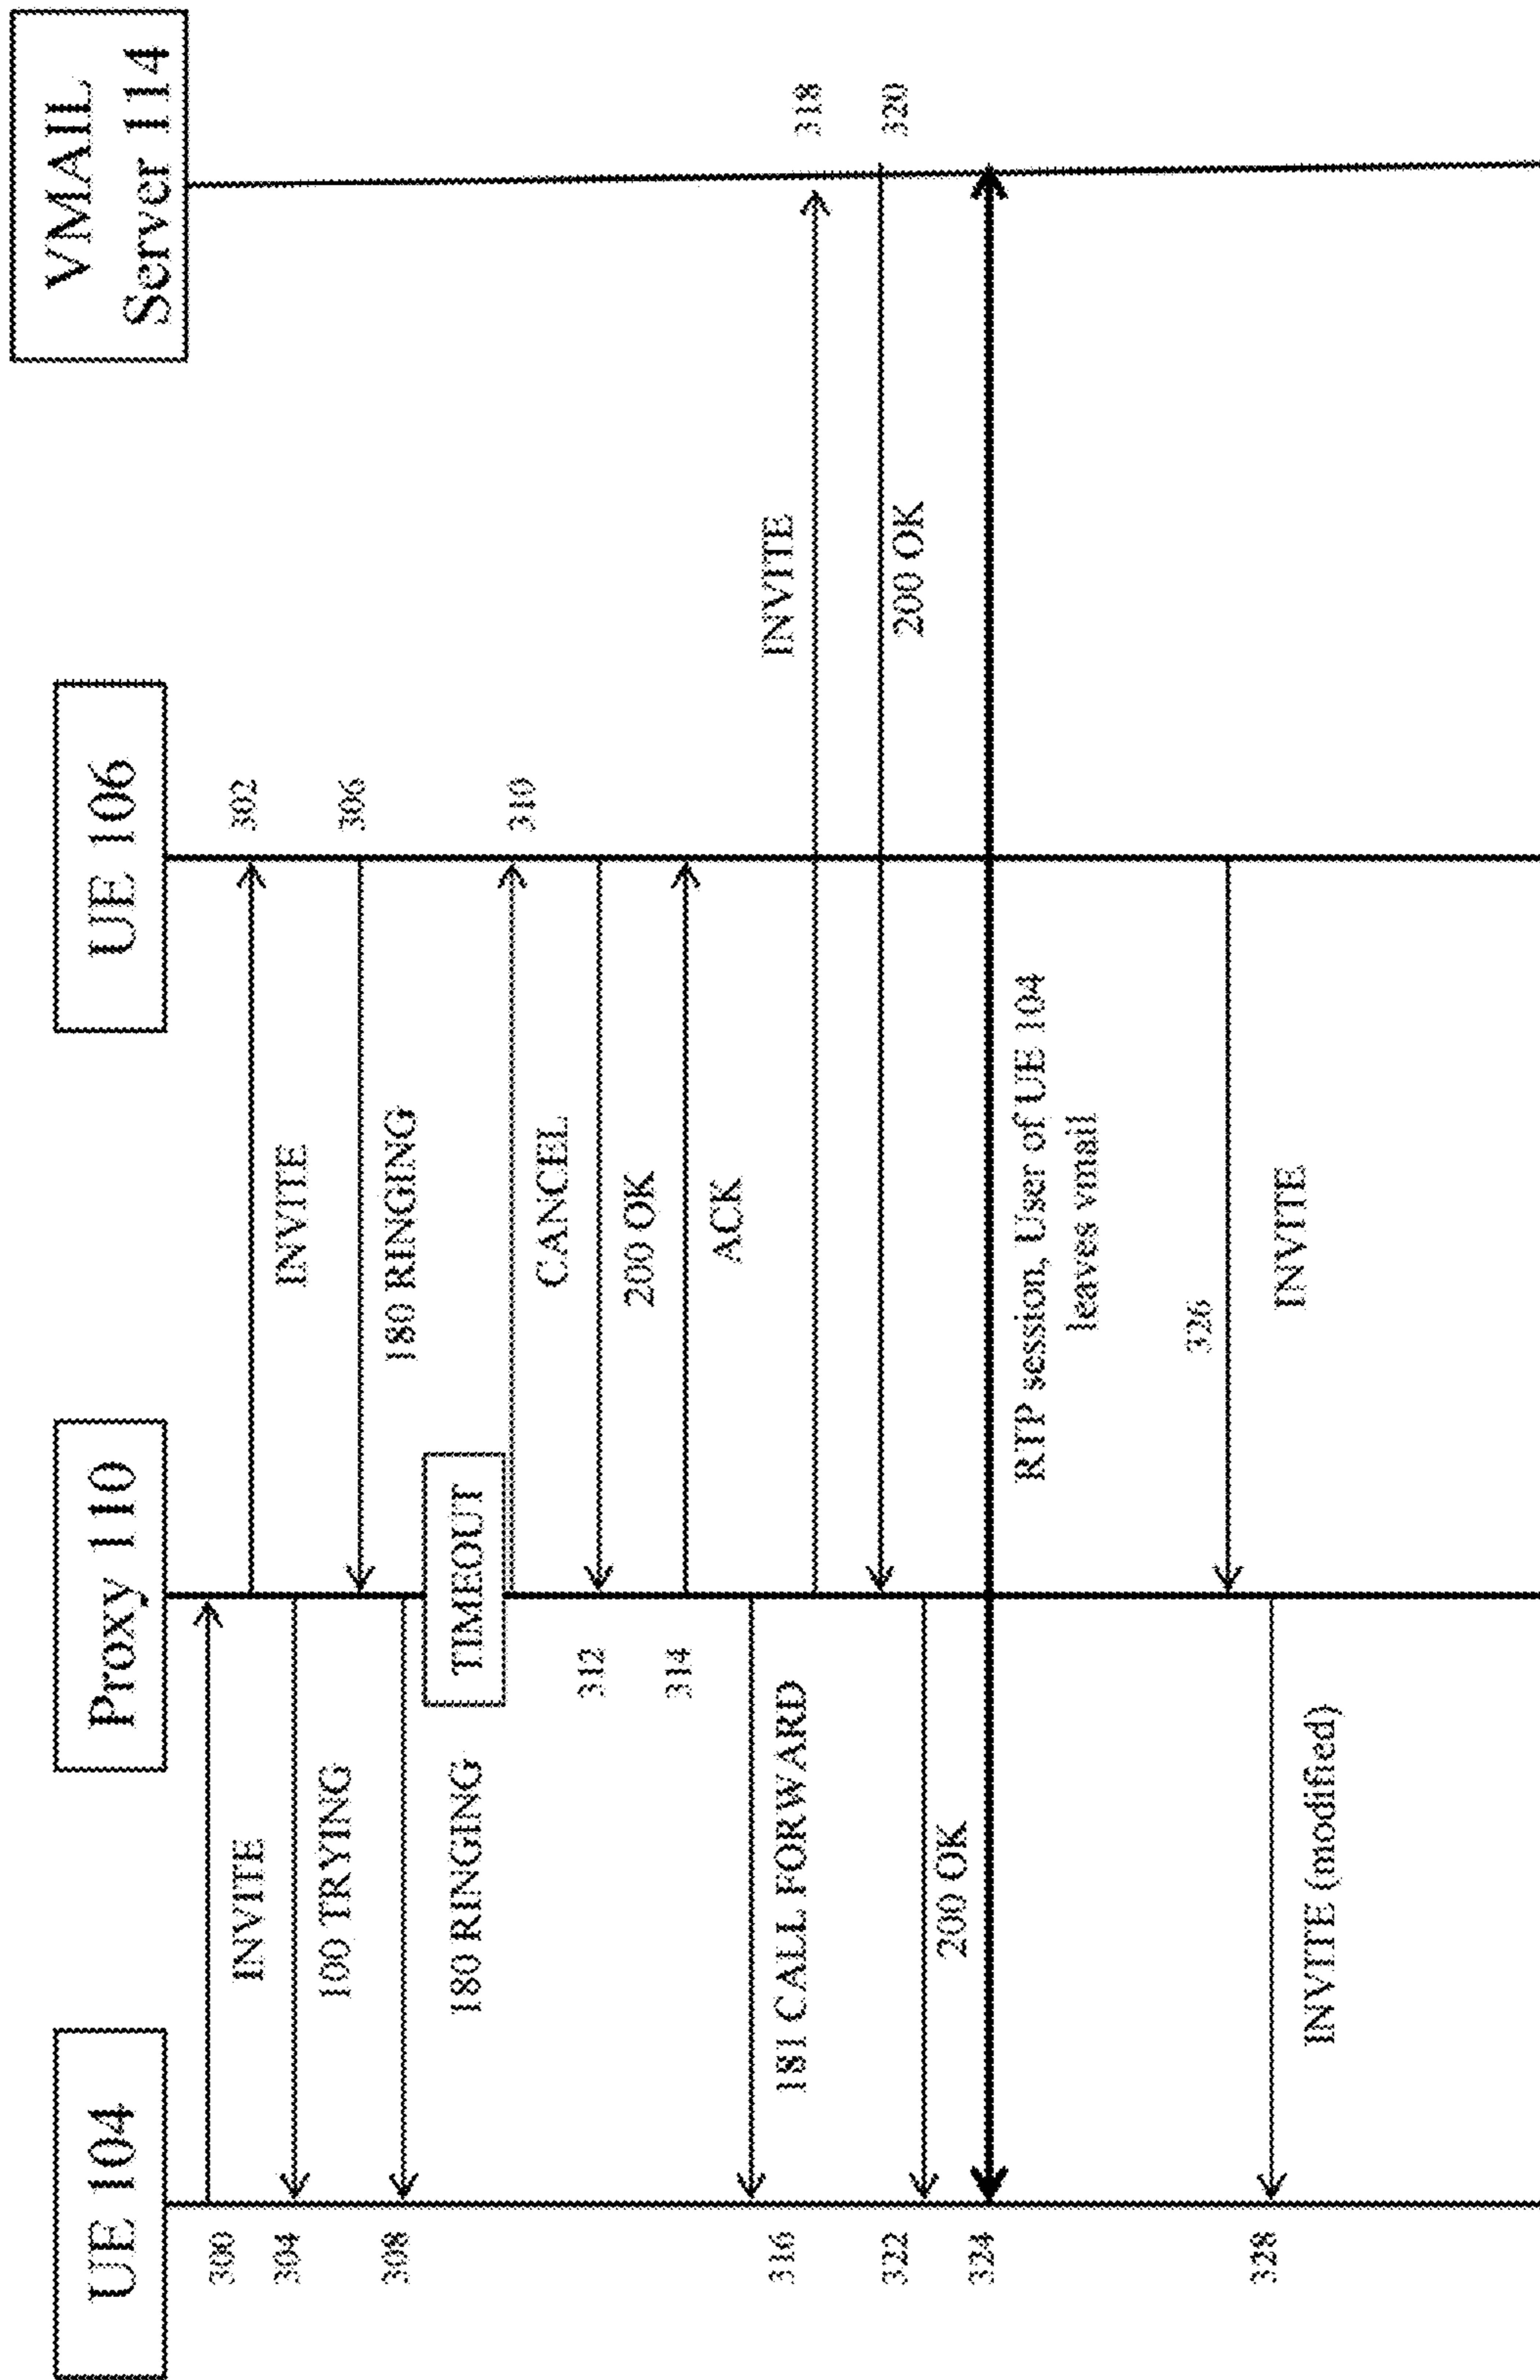 UE 104
Proxy 110
UE 106
VMAIL
Server 114
300
INVITE
302
INVITE
304
100 TRYING
306
180 RINGING
308
180 RINGING
TIMEOUT
310
CANCEL
312
200 OK
314
ACK
316
181 CALL FORWARD
318
INVITE
320
200 OK
322
200 OK
324
RTP session, User of UE 104
leaves vmail
326
INVITE
328
INVITE (modified)